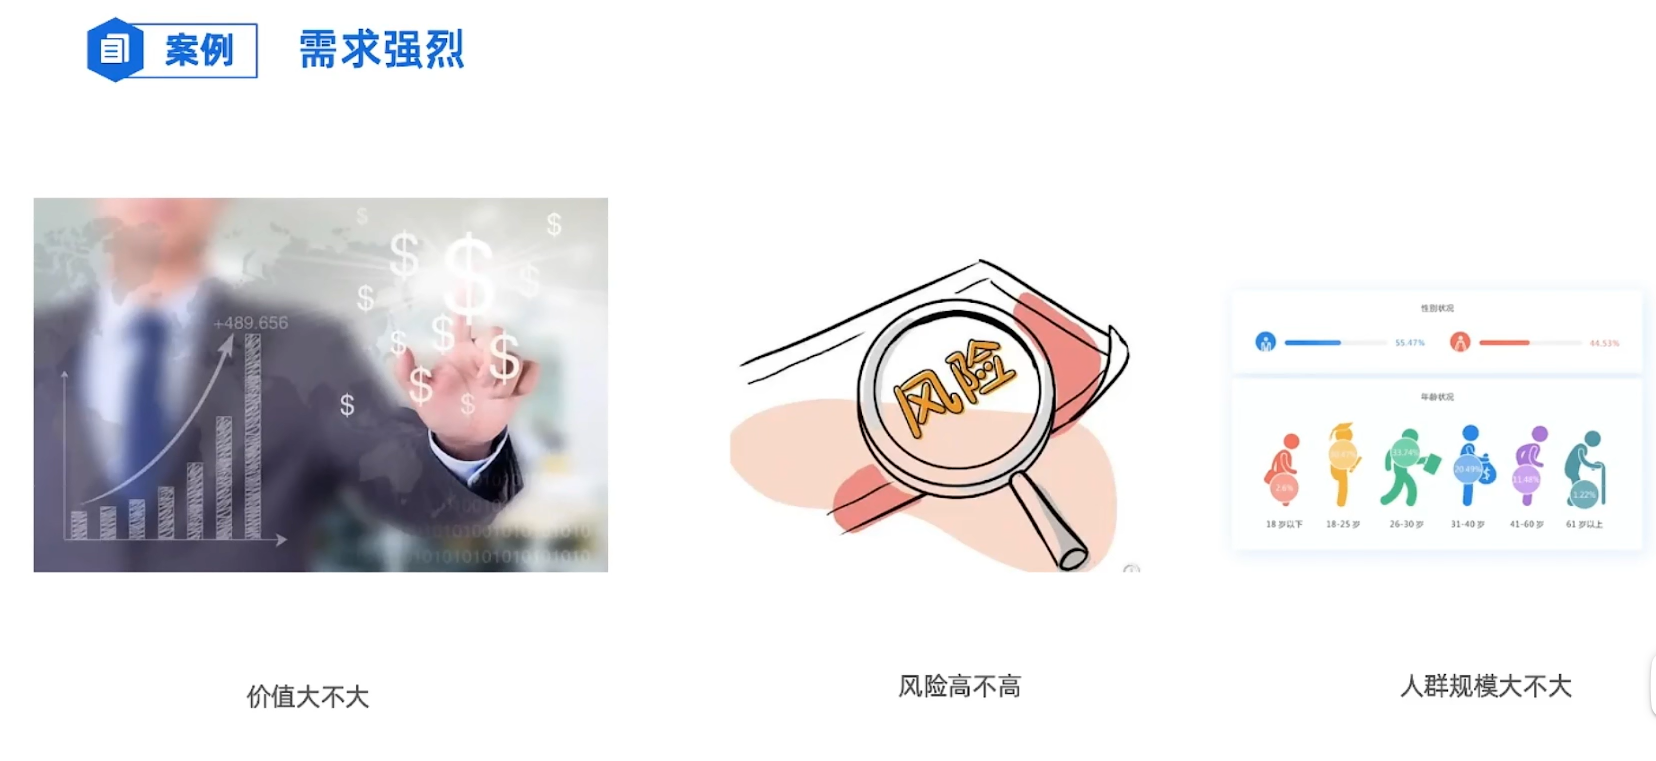 案例
需求强烈
+489.656
$
$
$
$
$
$
$
$
$
$
$
1010101010101010
风险
性别状况
55.47%
44.53%
年龄状况
2.6%
33.74%
20.49%
11.48%
1.22%
18 岁以下
18-25 岁
26-30 岁
31-40 岁
41-60 岁
61 岁以上
价值大不大
风险高不高
人群规模大不大